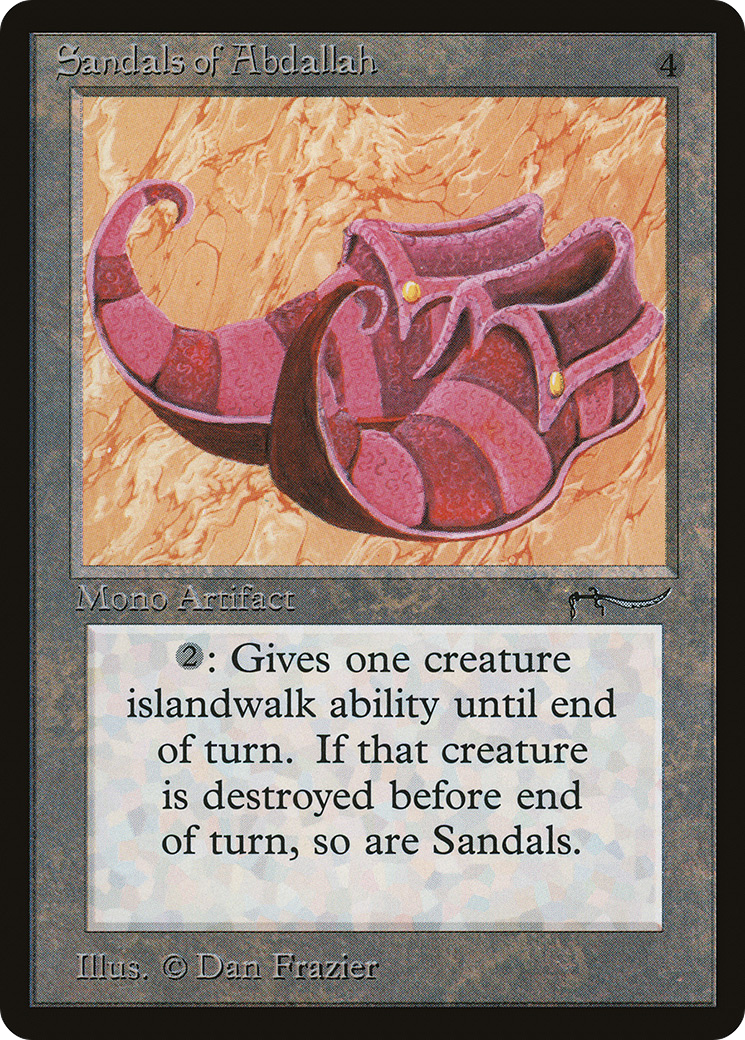 Sandals of Abdallah 4
Mono Artifact
2: Gives one creature
islandwalk ability until end
of turn. If that creature
is destroyed before end
of turn, so are Sandals.
Illus. © Dan Frazier